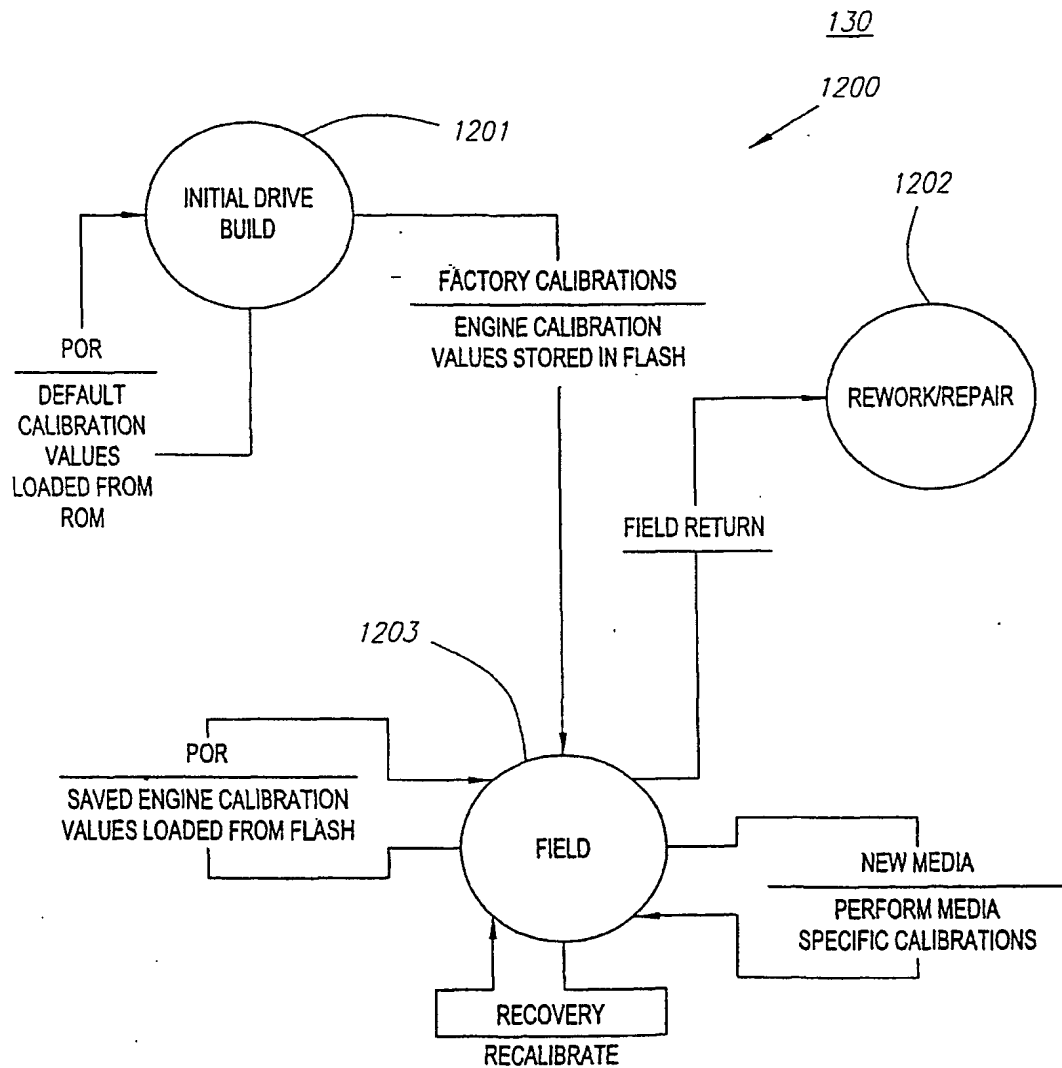 130
1200
1201
INITIAL DRIVE
BUILD
1202
FACTORY CALIBRATIONS
ENGINE CALIBRATION
VALUES STORED IN FLASH
POR
DEFAULT
CALIBRATION
VALUES
LOADED FROM
ROM
REWORK/REPAIR
FIELD RETURN
1203
POR
SAVED ENGINE CALIBRATION
VALUES LOADED FROM FLASH
FIELD
NEW MEDIA
PERFORM MEDIA
SPECIFIC CALIBRATIONS
RECOVERY
RECALIBRATE